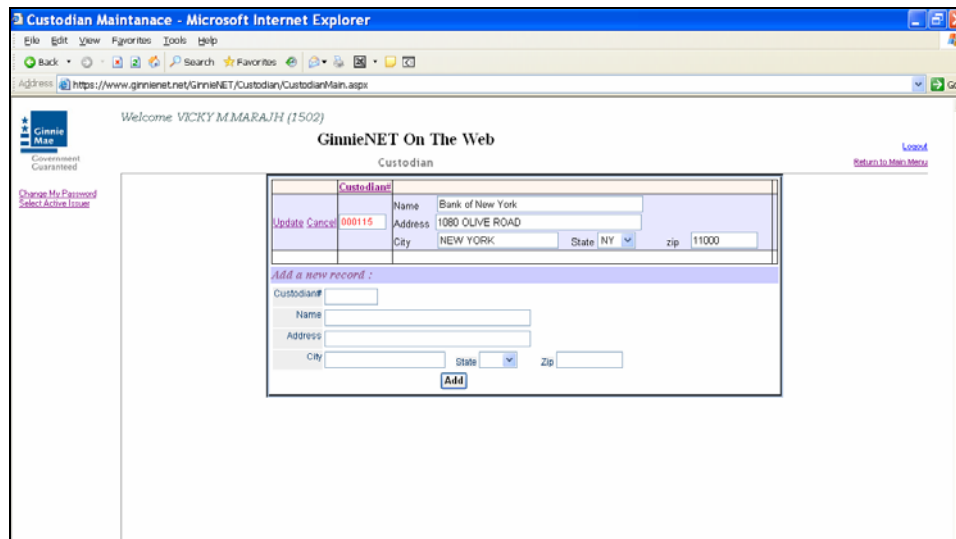 Custodian Maintanace - Microsoft Internet Explorer
File Edit View Favorites Tools Help
Back Search Favorites
Address https://www.ginnienet.net/GinnieNET/Custodian/CustodianMain.aspx Go
Welcome VICKY M MARAJH (1502)
Ginnie Mae
Government Guaranteed
GinnieNET On The Web
Custodian
Logout
Return to Main Menu
Change My Password
Select Active Issuer
Custodian#
Update Cancel 000115
Name Bank of New York
Address 1080 OLIVE ROAD
City NEW YORK State NY zip 11000
Add a new record :
Custodian#
Name
Address
City State Zip
Add